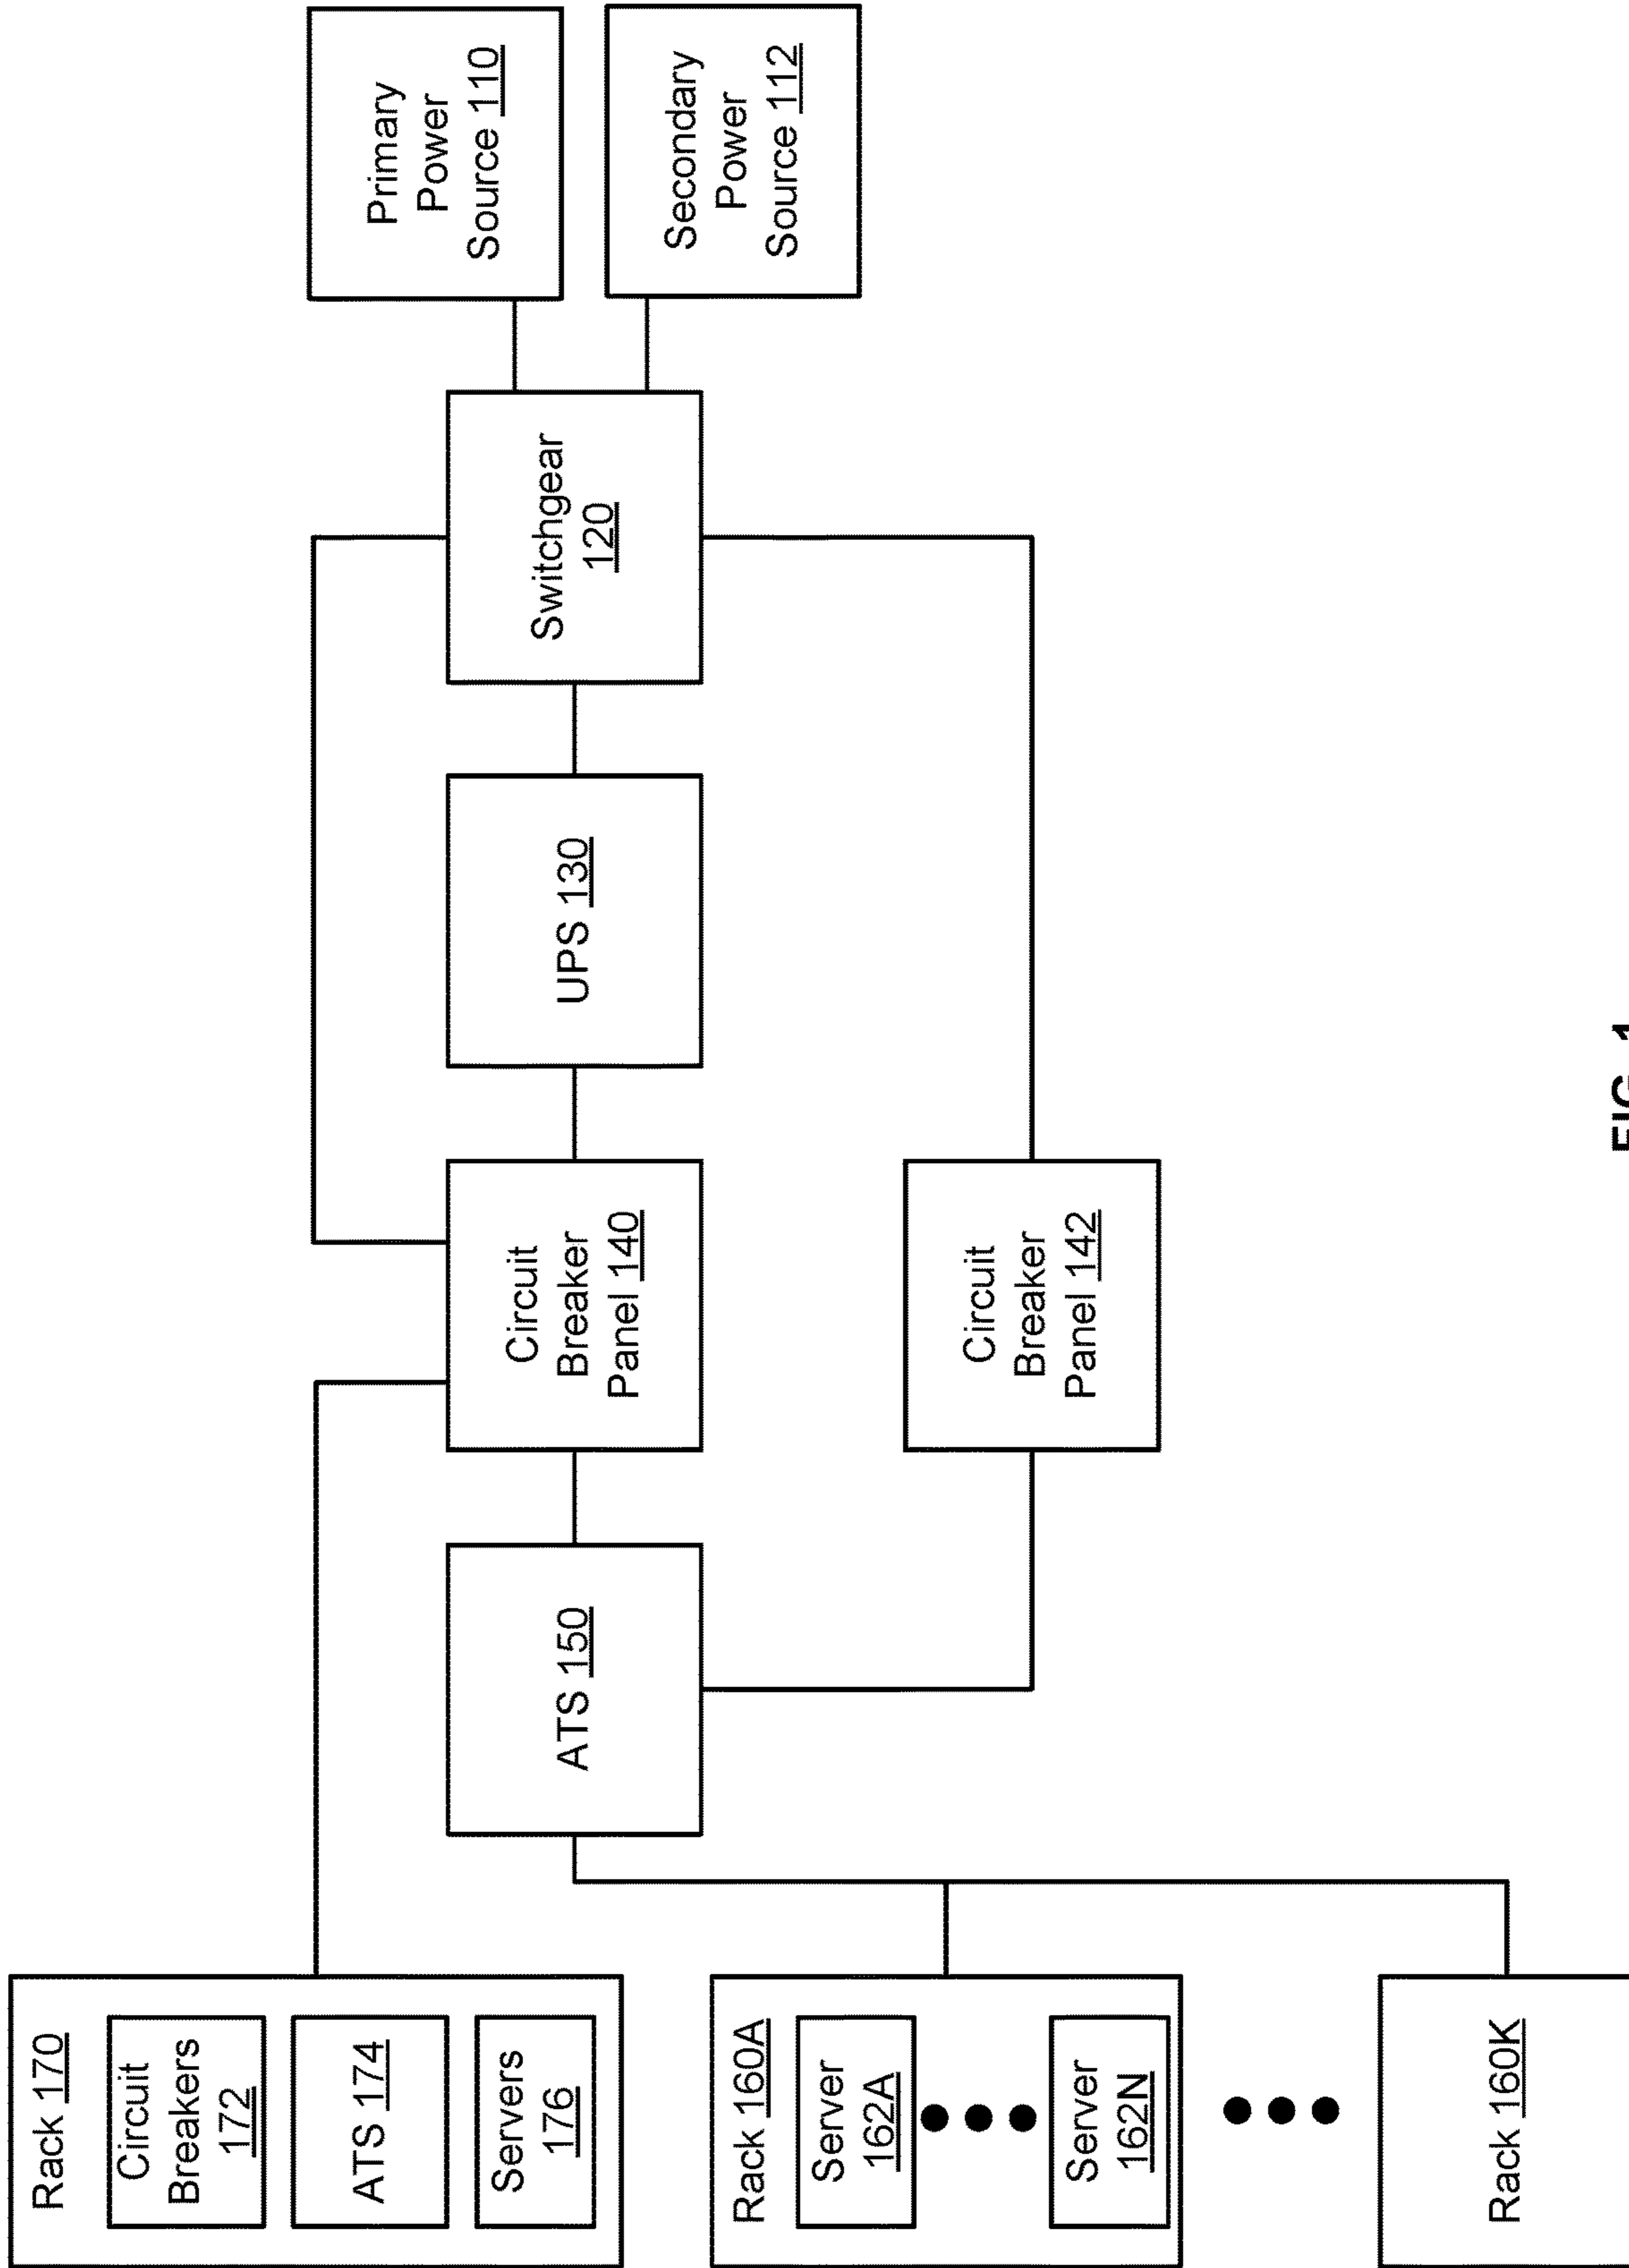 Rack 170
Circuit
Breakers
172
ATS 174
Servers
176
Primary
Power
Source 110
ATS 150
Circuit
Breaker
Panel 140
UPS 130
Switchgear
120
Secondary
Power
Source 112
Rack 160A
Server
162A
Server
162N
Circuit
Breaker
Panel 142
Rack 160K
FIG. 1